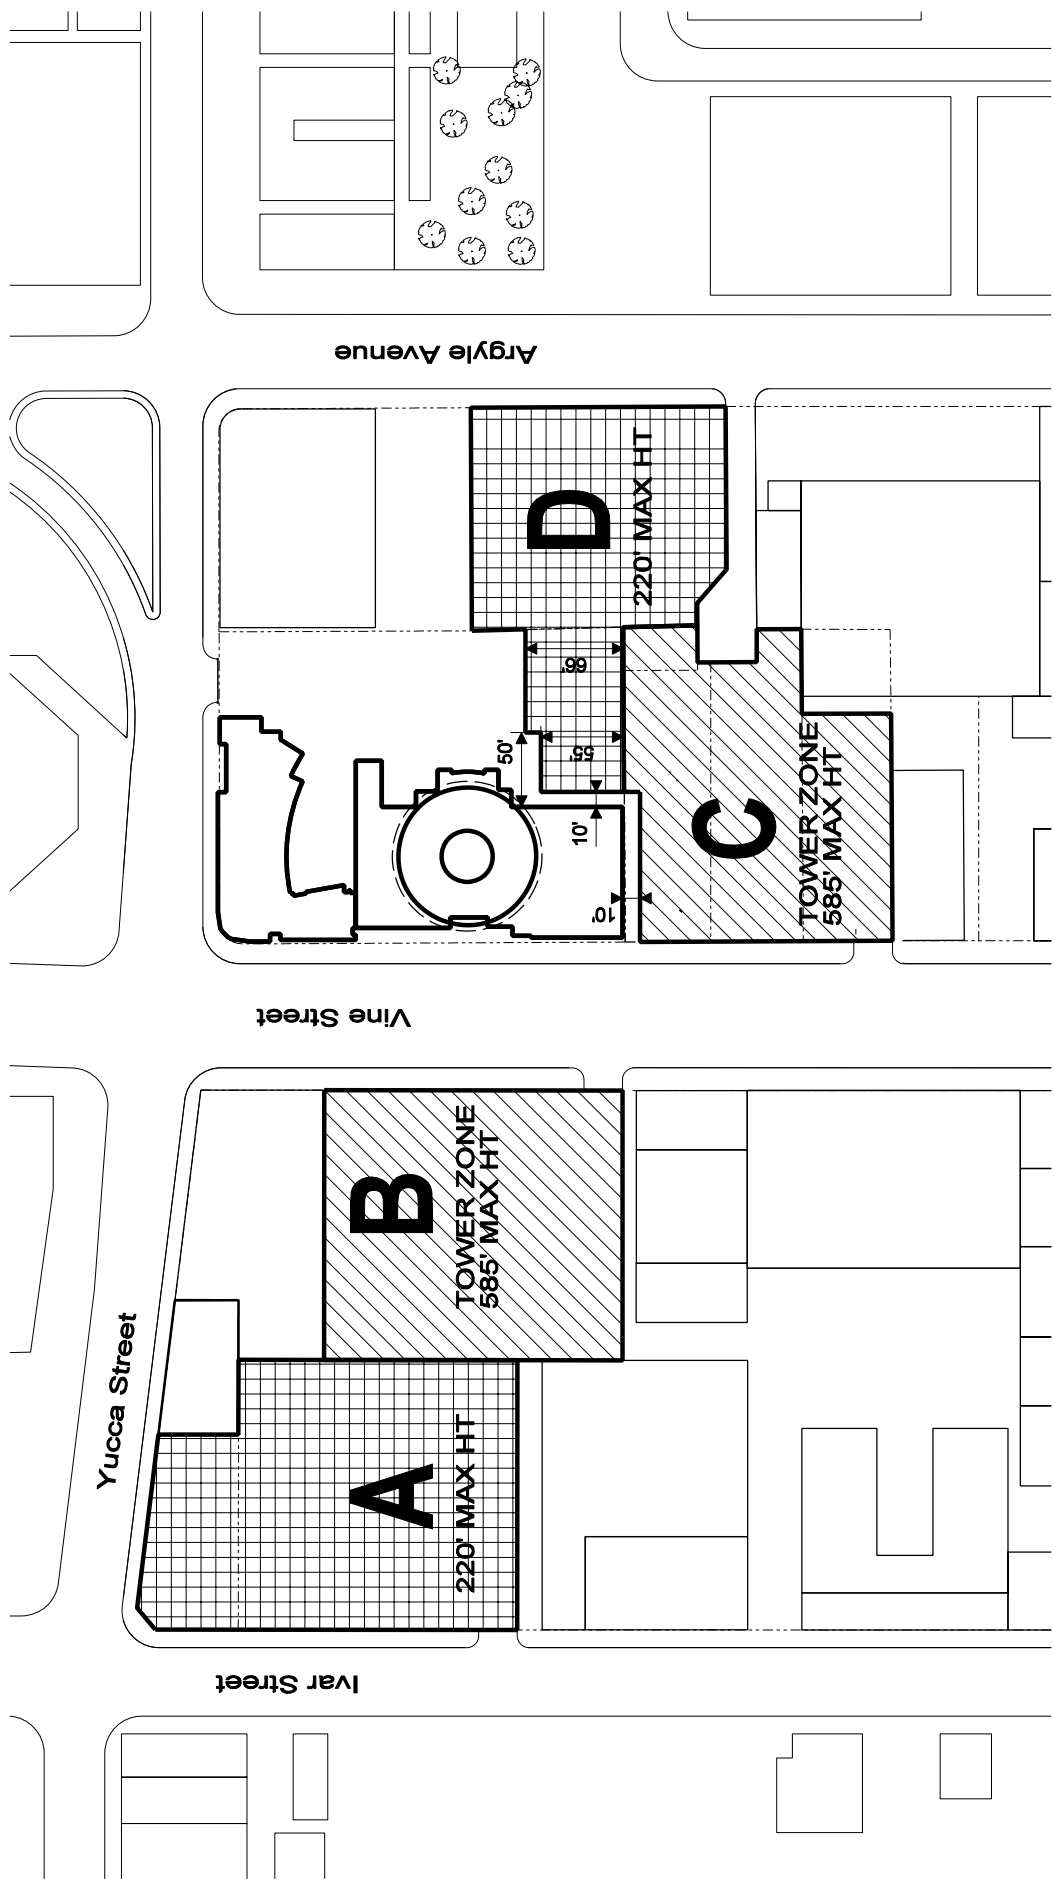 Argyle Avenue
D
220' MAX HT
66'
55'
50'
10'
10'
C
TOWER ZONE
585' MAX HT
Vine Street
B
TOWER ZONE
585' MAX HT
Yucca Street
A
220' MAX HT
Ivar Street